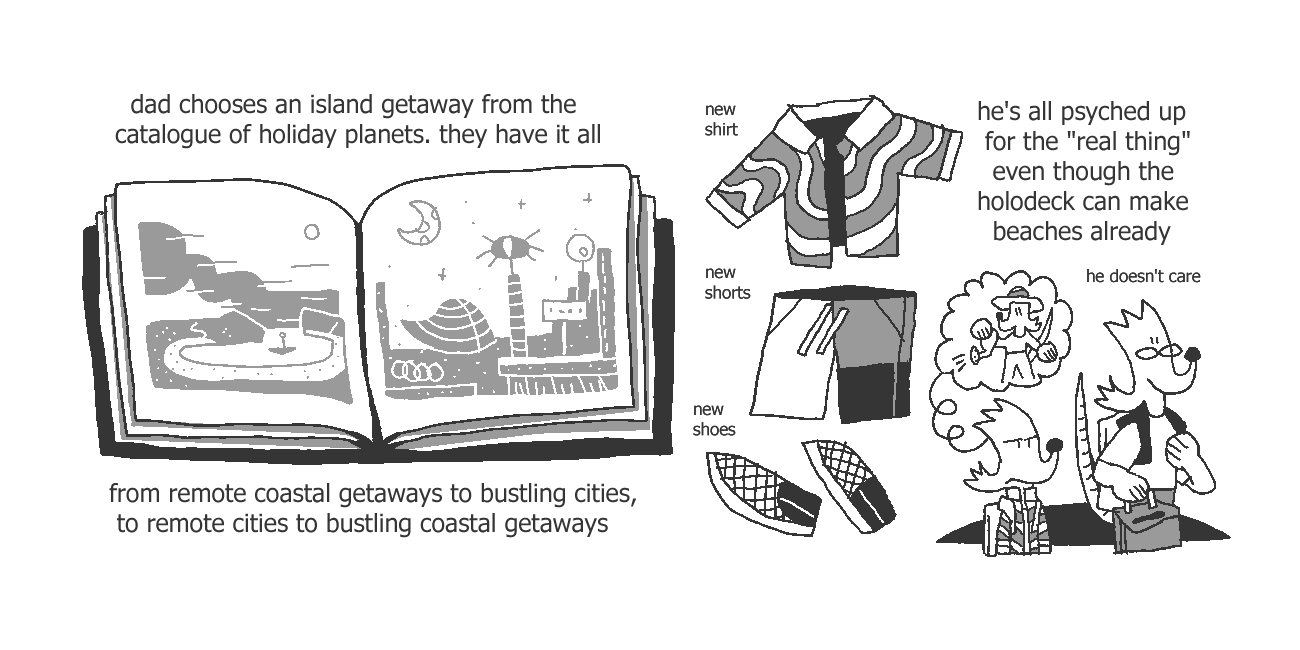 dad chooses an island getaway from the
catalogue of holiday planets. they have it all
from remote coastal getaways to bustling cities,
to remote cities to bustling coastal getaways
new
shirt
new
shorts
new
shoes
he's all psyched up
for the "real thing"
even though the
holodeck can make
beaches already
he doesn't care